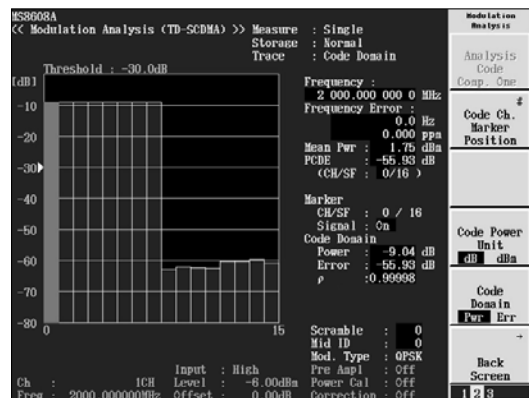 MS8608A
<< Modulation Analysis (TD-SCDMA) >>
Measure : Single
Storage : Normal
Trace : Code Domain
Threshold : -30.0dB
[dB]
-10
-20
-30
-40
-50
-60
-70
-80
0
15
Frequency :
2 000.000 000 0 MHz
Frequency Error :
0.0 Hz
0.000 ppm
Mean Pwr : 1.75 dBm
PCDE : -55.93 dB
(CH/SF : 0/16 )
Marker
CH/SF : 0 / 16
Signal : On
Code Domain
Power : -9.04 dB
Error : -55.93 dB
ρ :0.99998
Scramble : 0
Mid ID : 0
Mod. Type : QPSK
Input : High
Pre Ampl : Off
Ch : 1CH
Level : -6.00dBm
Power Cal : Off
Freq : 2000.000000MHz
Offset : 0.00dB
Correction : Off
Modulation
Analysis
Analysis
Code
Comp. One
#
Code Ch.
Marker
Position
Code Power
Unit
dB dBm
Code
Domain
Pwr Err
→
Back
Screen
1 2 3